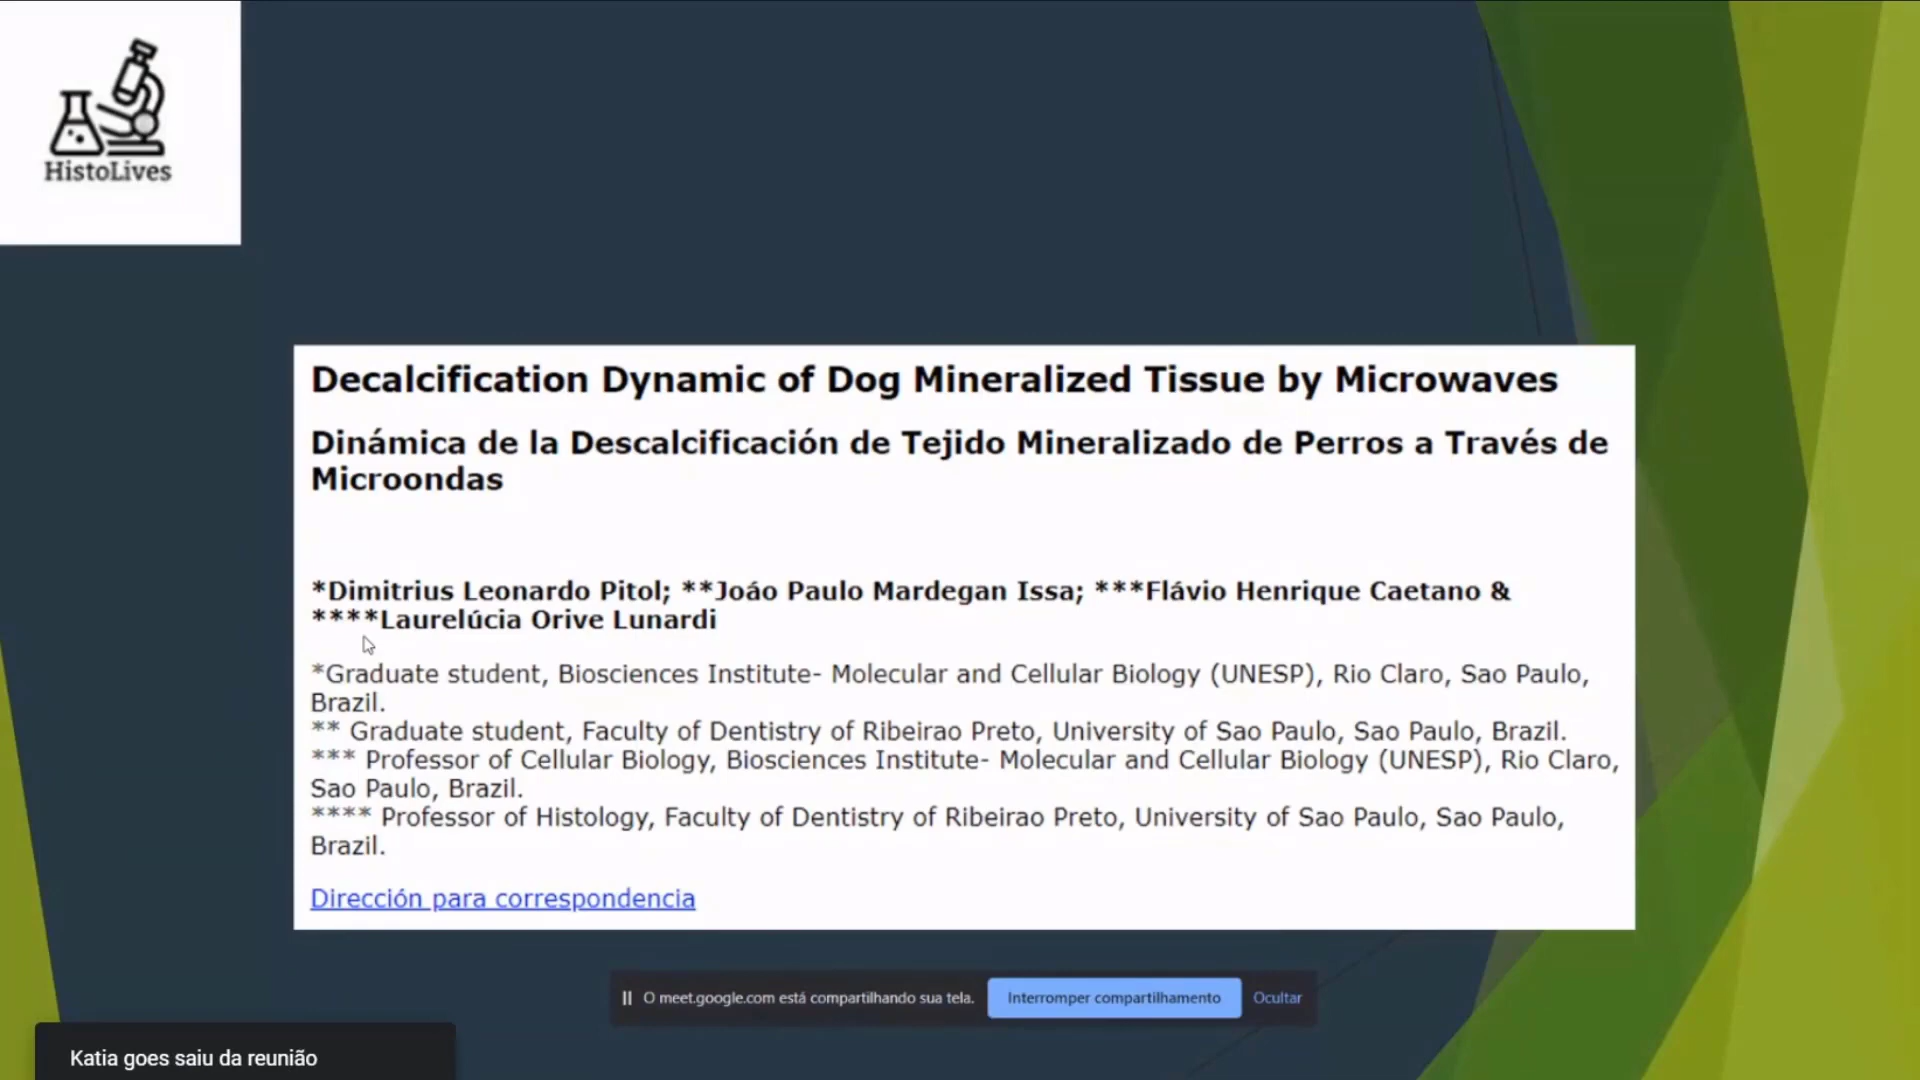 HistoLives
Decalcification Dynamic of Dog Mineralized Tissue by Microwaves
Dinámica de la Descalcificación de Tejido Mineralizado de Perros a Través de
Microondas
*Dimitrius Leonardo Pitol; **Joáo Paulo Mardegan Issa; ***Flávio Henrique Caetano &
****Laurelúcia Orive Lunardi
*Graduate student, Biosciences Institute- Molecular and Cellular Biology (UNESP), Rio Claro, Sao Paulo,
Brazil.
** Graduate student, Faculty of Dentistry of Ribeirao Preto, University of Sao Paulo, Sao Paulo, Brazil.
*** Professor of Cellular Biology, Biosciences Institute- Molecular and Cellular Biology (UNESP), Rio Claro,
Sao Paulo, Brazil.
**** Professor of Histology, Faculty of Dentistry of Ribeirao Preto, University of Sao Paulo, Sao Paulo,
Brazil.
Dirección para correspondencia
O meet.google.com está compartilhando sua tela. Interromper compartilhamento Ocultar
Katia goes saiu da reunião